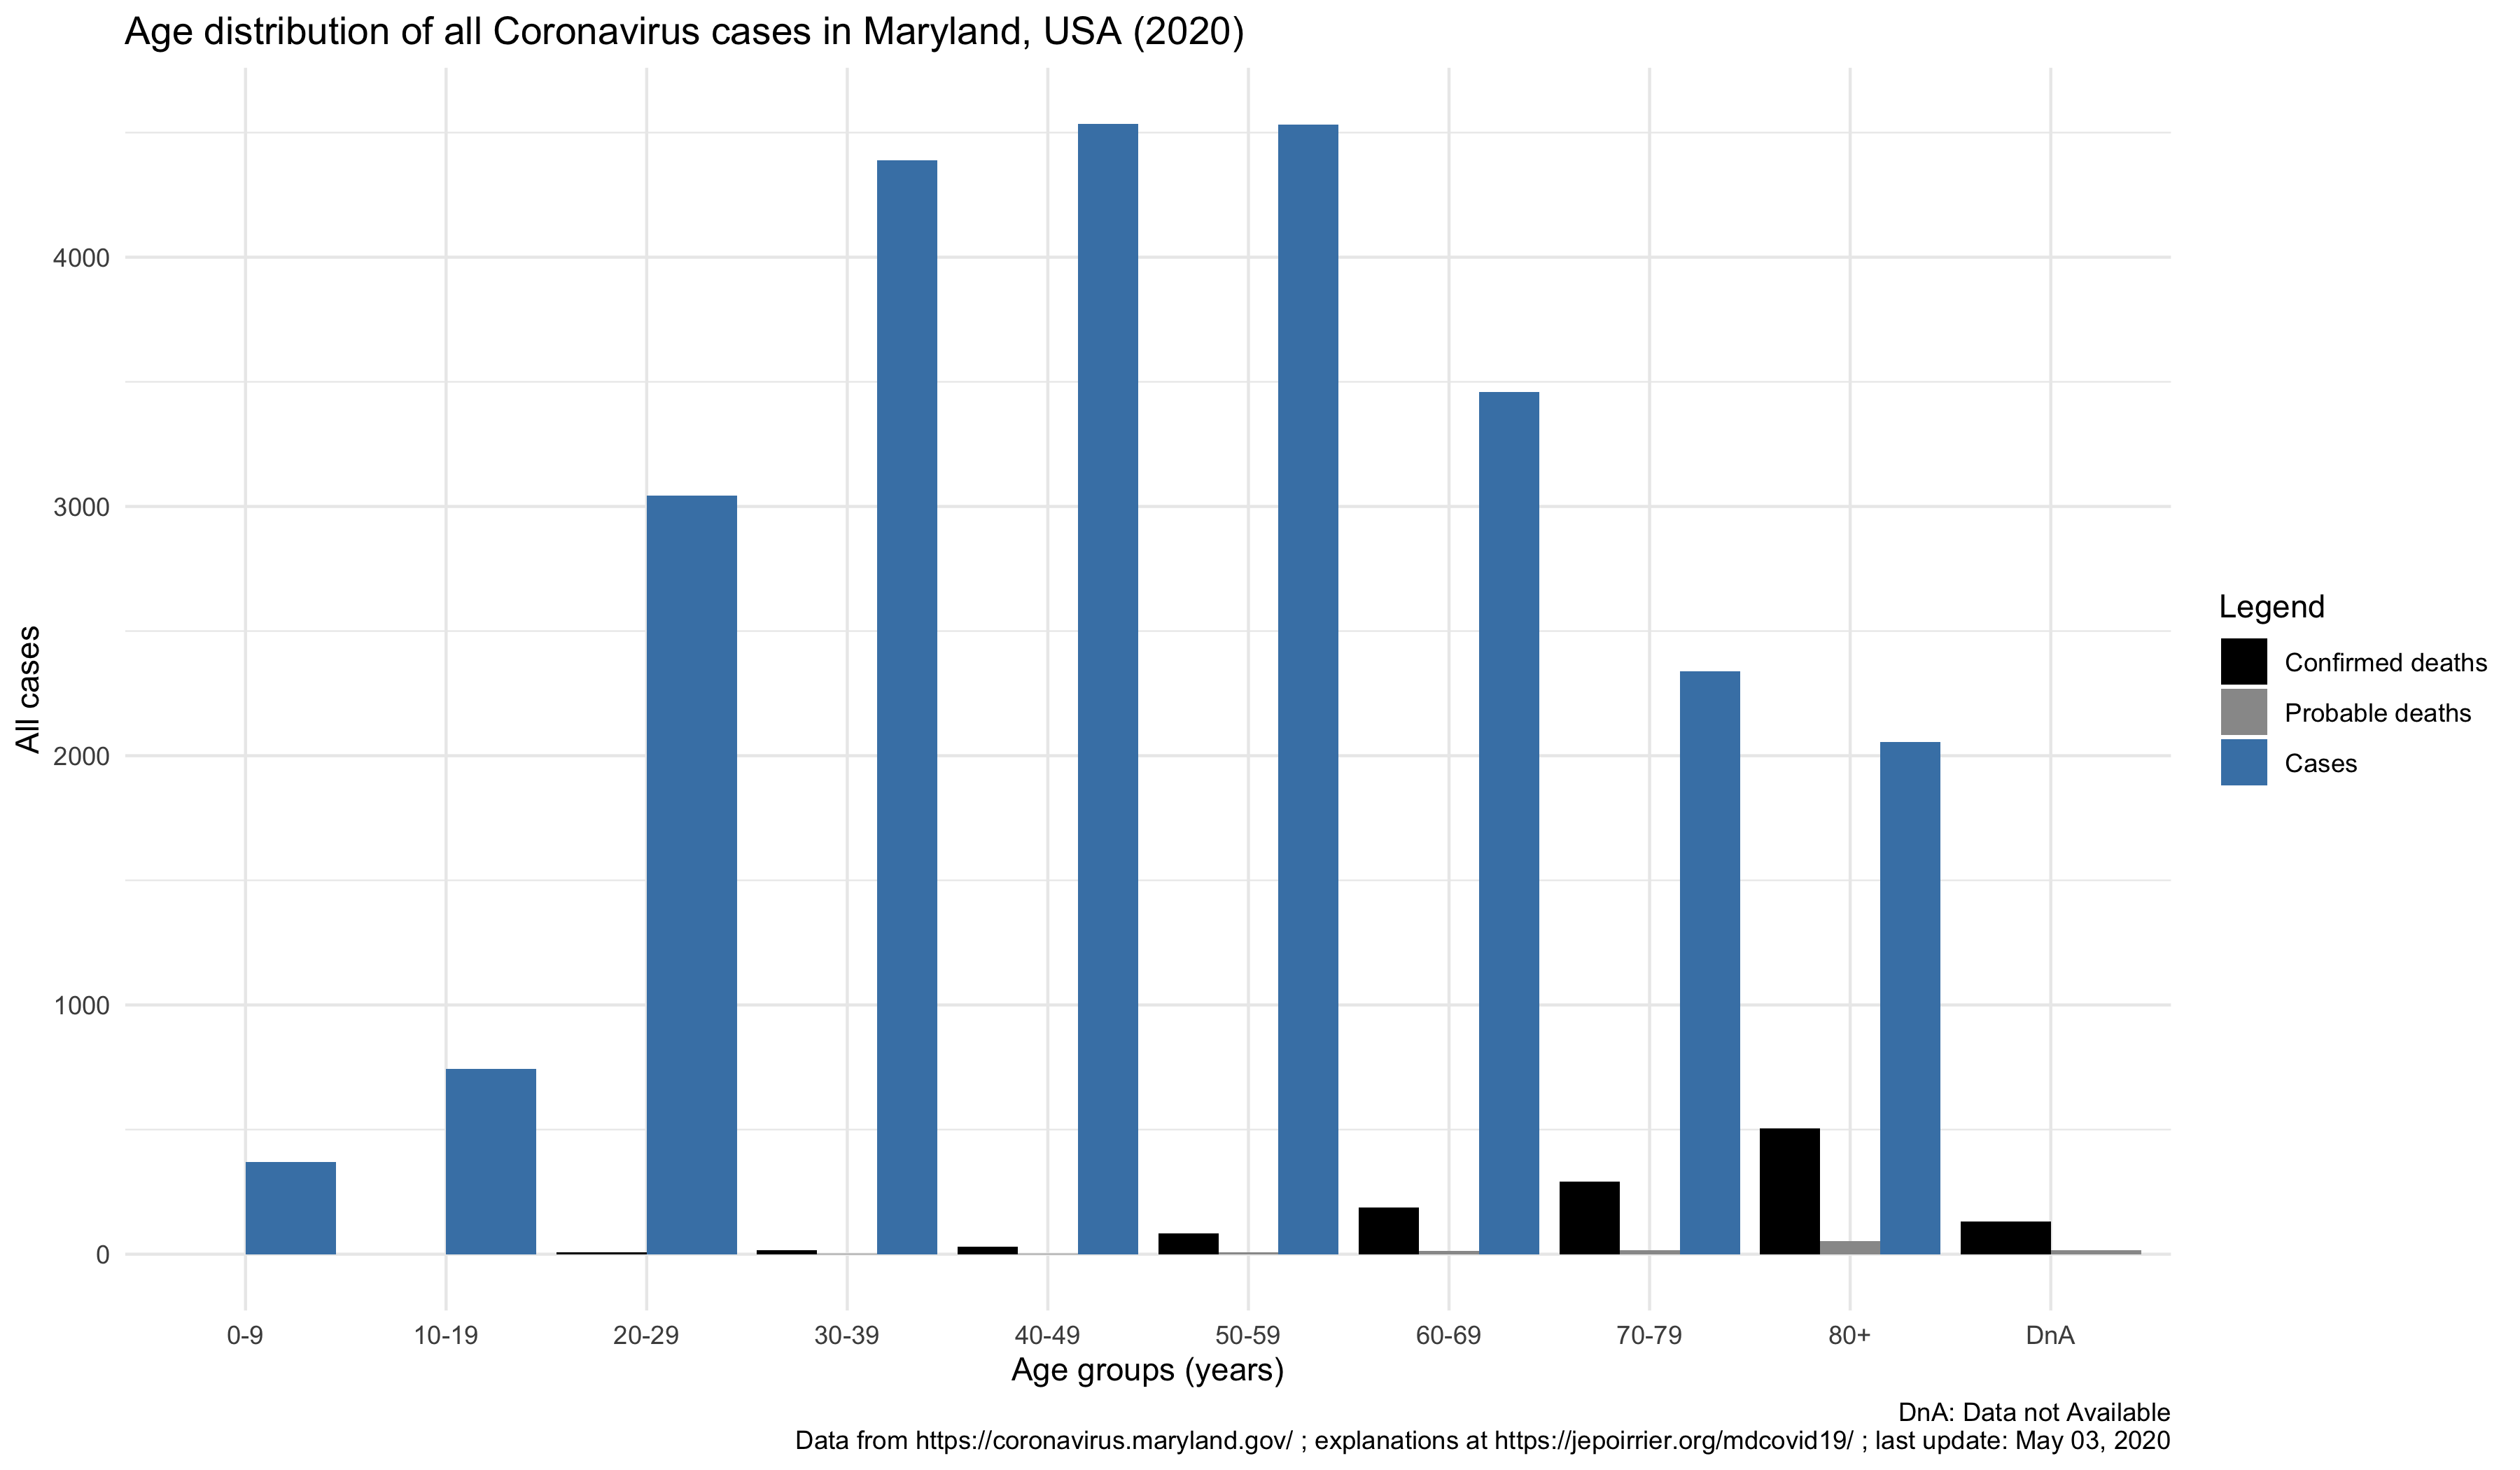 Age distribution of all Coronavirus cases in Maryland, USA (2020)
All cases
4000
3000
2000
1000
0
0-9
10-19
20-29
30-39
40-49
50-59
60-69
70-79
80+
DnA
Age groups (years)
Legend
Confirmed deaths
Probable deaths
Cases
DnA: Data not Available
Data from https://coronavirus.maryland.gov/ ; explanations at https://jepoirrier.org/mdcovid19/ ; last update: May 03, 2020